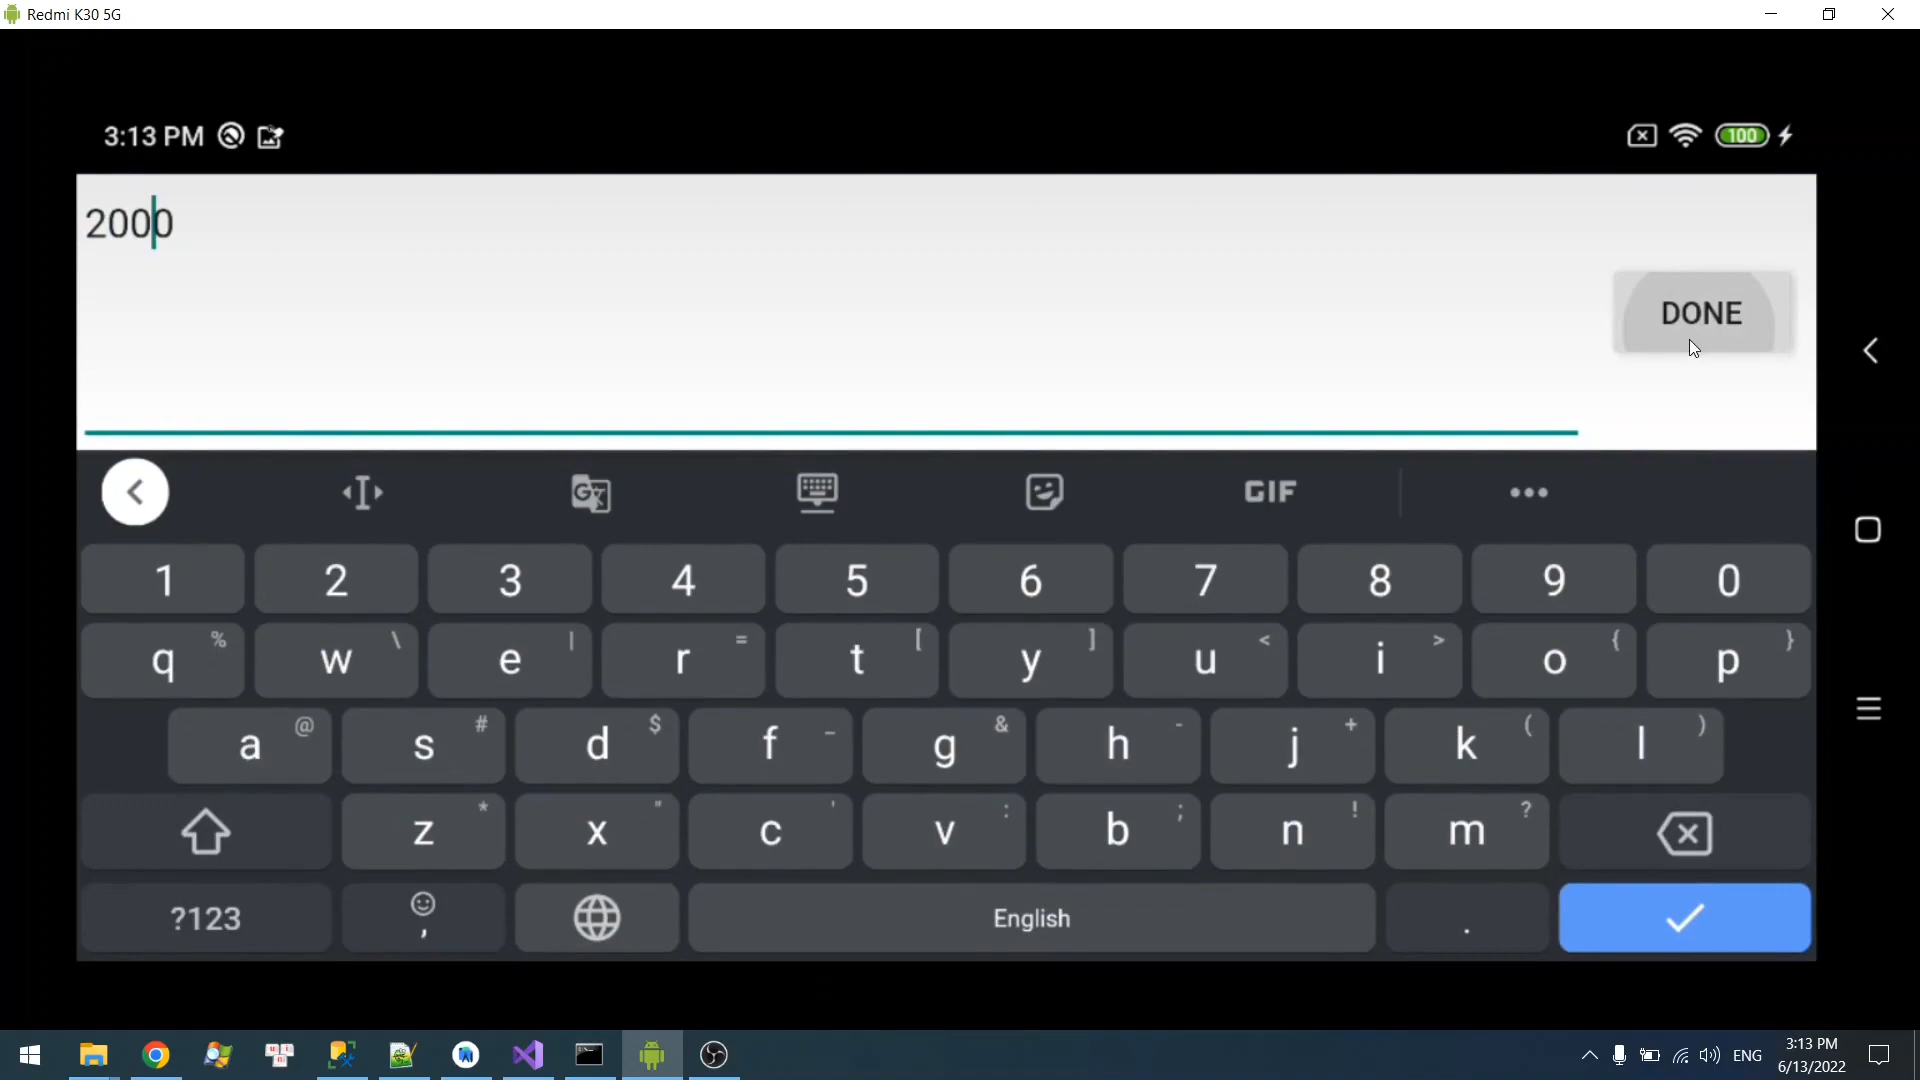 Redmi K30 5G
3:13 PM
100
2000
DONE
GIF
1 2 3 4 5 6 7 8 9 0
q % w \ e | r = t [ y ] u < i > o { p }
a @ s # d $ f _ g & h - j + k ( l )
z * x " c ' v : b ; n ! m ?
?123 , English .
3:13 PM
ENG
6/13/2022